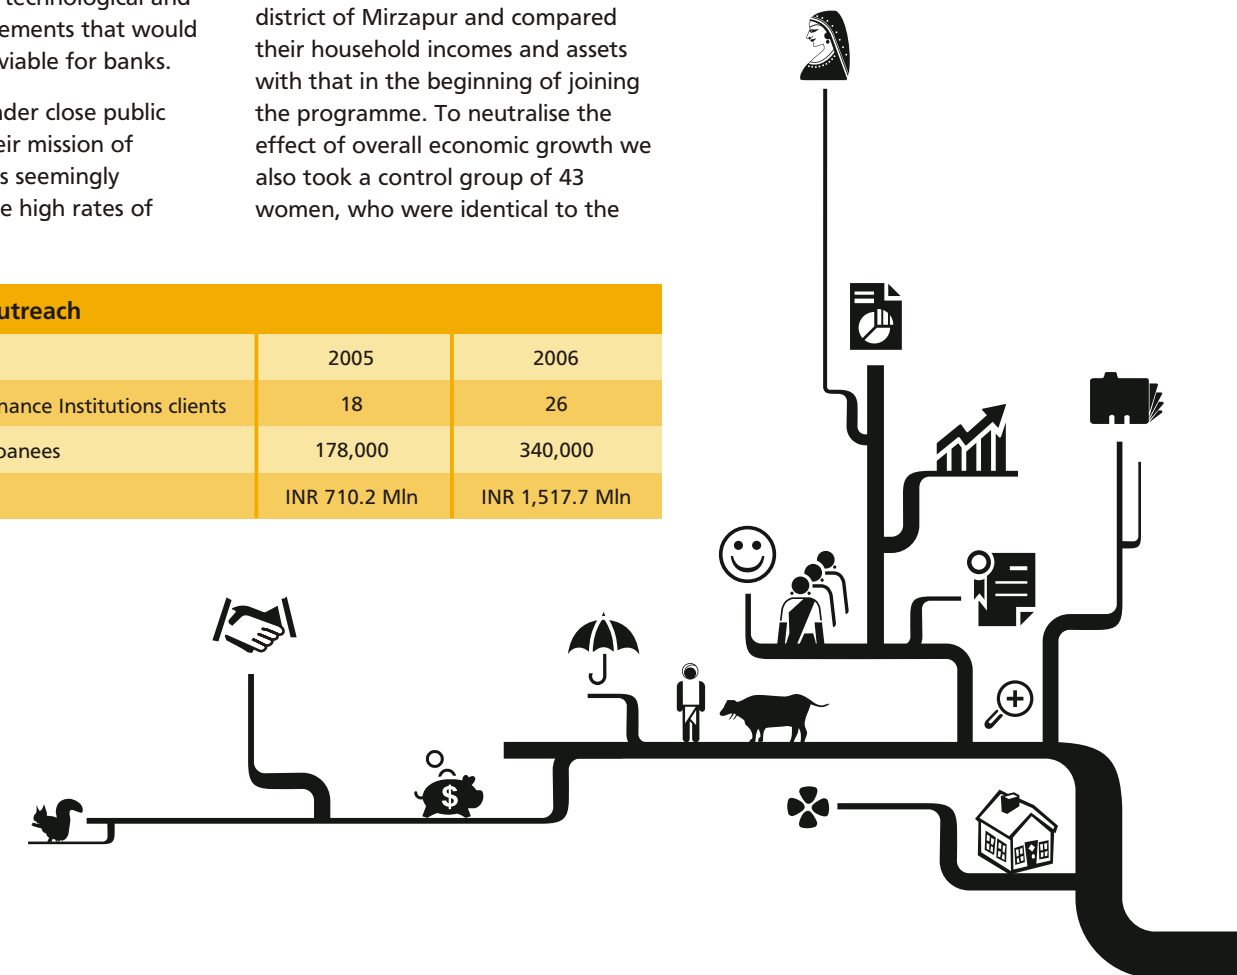 technological and
ements that would
viable for banks.
nder close public
eir mission of
s seemingly
e high rates of
district of Mirzapur and compared
their household incomes and assets
with that in the beginning of joining
the programme. To neutralise the
effect of overall economic growth we
also took a control group of 43
women, who were identical to the
utreach
2005 2006
nance Institutions clients 18 26
oanees 178,000 340,000
INR 710.2 Mln INR 1,517.7 Mln
$